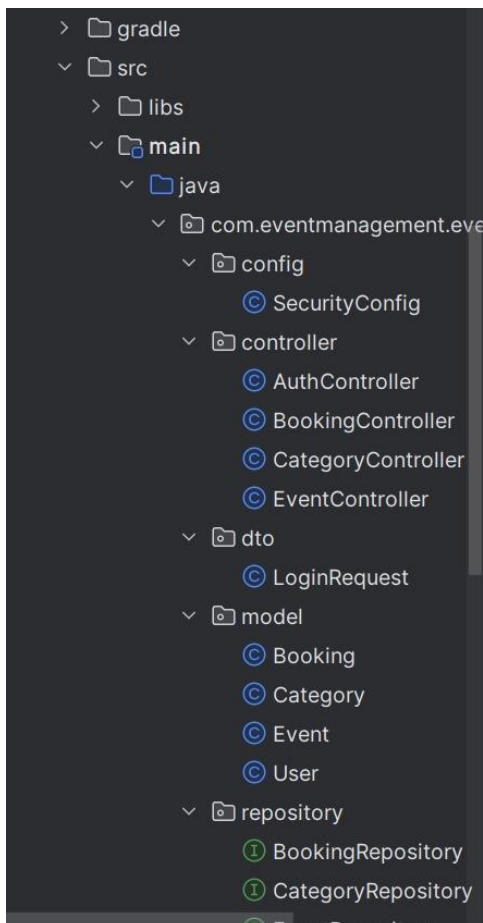 gradle
src
libs
main
java
com.eventmanagement.eve
config
C SecurityConfig
controller
C AuthController
C BookingController
C CategoryController
C EventController
dto
C LoginRequest
model
C Booking
C Category
C Event
C User
repository
I BookingRepository
I CategoryRepository